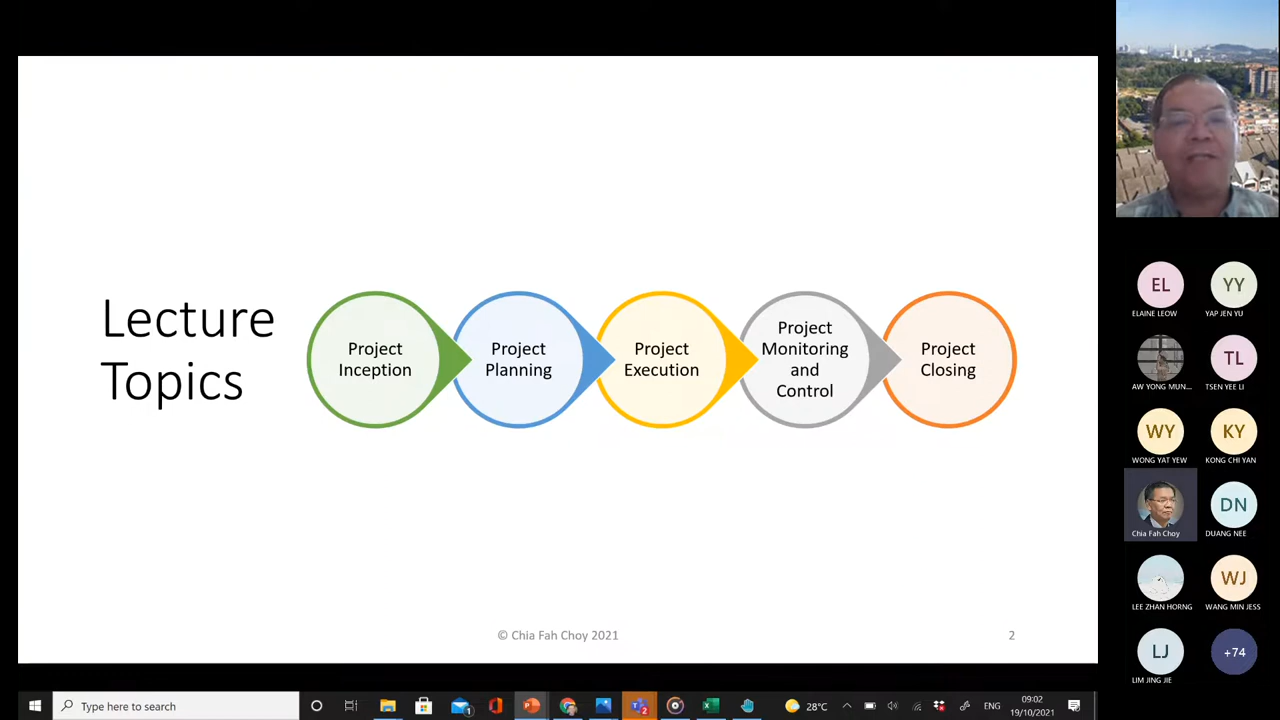 Lecture
Topics
Project
Inception
Project
Planning
Project
Execution
Project
Monitoring
and
Control
Project
Closing
© Chia Fah Choy 2021
2
EL
ELAINE LEOW
YY
YAP JEN YU
AW YONG MUN...
TL
TSEN YEE LI
WY
WONG YAT YEW
KY
KONG CHI YAN
Chia Fah Choy
DN
DUANG NEE
LEE ZHAN HORNG
WJ
WANG MIN JESS
LJ
LIM JING JIE
+74
Type here to search
28°C
ENG
09:02
19/10/2021